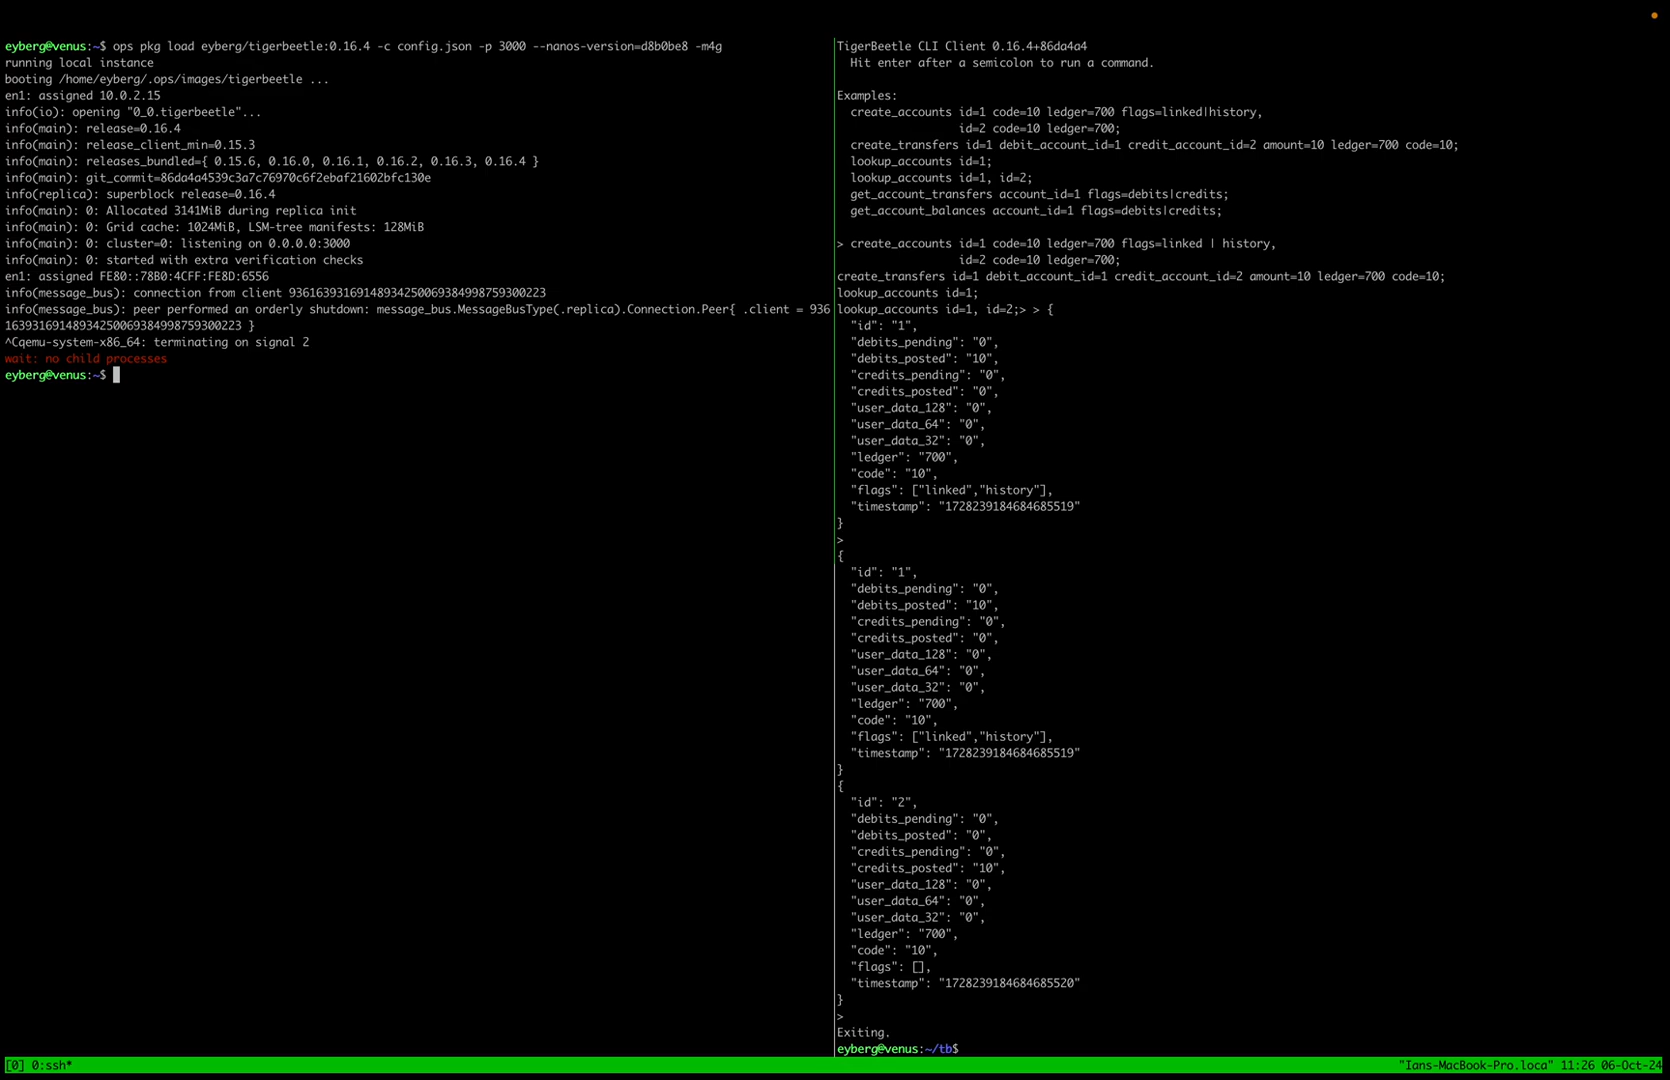 eyberg@venus:~$ ops pkg load eyberg/tigerbeetle:0.16.4 -c config.json -p 3000 --nanos-version=d8b0be8 -m4g
running local instance
booting /home/eyberg/.ops/images/tigerbeetle ...
en1: assigned 10.0.2.15
info(io): opening "0_0.tigerbeetle"...
info(main): release=0.16.4
info(main): release_client_min=0.15.3
info(main): releases_bundled={ 0.15.6, 0.16.0, 0.16.1, 0.16.2, 0.16.3, 0.16.4 }
info(main): git_commit=86da4a4539c3a7c76970c6f2ebaf21602bfc130e
info(replica): superblock release=0.16.4
info(main): 0: Allocated 3141MiB during replica init
info(main): 0: Grid cache: 1024MiB, LSM-tree manifests: 128MiB
info(main): 0: cluster=0: listening on 0.0.0.0:3000
info(main): 0: started with extra verification checks
en1: assigned FE80::78B0:4CFF:FE8D:6556
info(message_bus): connection from client 93616393169148934250069384998759300223
info(message_bus): peer performed an orderly shutdown: message_bus.MessageBusType(.replica).Connection.Peer{ .client = 936
16393169148934250069384998759300223 }
^Cqemu-system-x86_64: terminating on signal 2
wait: no child processes
eyberg@venus:~$
TigerBeetle CLI Client 0.16.4+86da4a4
Hit enter after a semicolon to run a command.
Examples:
create_accounts id=1 code=10 ledger=700 flags=linked|history,
id=2 code=10 ledger=700;
create_transfers id=1 debit_account_id=1 credit_account_id=2 amount=10 ledger=700 code=10;
lookup_accounts id=1;
lookup_accounts id=1, id=2;
get_account_transfers account_id=1 flags=debits|credits;
get_account_balances account_id=1 flags=debits|credits;
> create_accounts id=1 code=10 ledger=700 flags=linked | history,
id=2 code=10 ledger=700;
create_transfers id=1 debit_account_id=1 credit_account_id=2 amount=10 ledger=700 code=10;
lookup_accounts id=1;
lookup_accounts id=1, id=2;> > {
"id": "1",
"debits_pending": "0",
"debits_posted": "10",
"credits_pending": "0",
"credits_posted": "0",
"user_data_128": "0",
"user_data_64": "0",
"user_data_32": "0",
"ledger": "700",
"code": "10",
"flags": ["linked","history"],
"timestamp": "1728239184684685519"
}
>
{
"id": "1",
"debits_pending": "0",
"debits_posted": "10",
"credits_pending": "0",
"credits_posted": "0",
"user_data_128": "0",
"user_data_64": "0",
"user_data_32": "0",
"ledger": "700",
"code": "10",
"flags": ["linked","history"],
"timestamp": "1728239184684685519"
}
{
"id": "2",
"debits_pending": "0",
"debits_posted": "0",
"credits_pending": "0",
"credits_posted": "10",
"user_data_128": "0",
"user_data_64": "0",
"user_data_32": "0",
"ledger": "700",
"code": "10",
"flags": [],
"timestamp": "1728239184684685520"
}
>
Exiting.
eyberg@venus:~/tb$
[0] 0:ssh* "Ians-MacBook-Pro.loca" 11:26 06-Oct-24